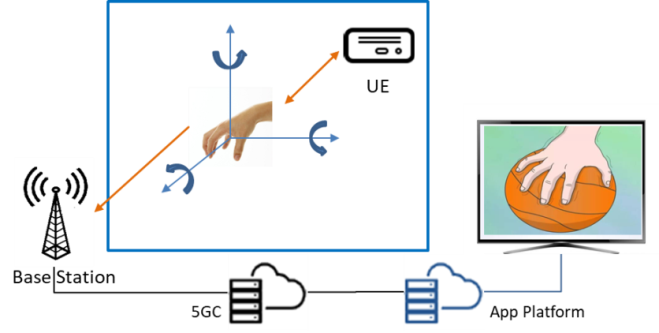 UE
Base Station
5GC
App Platform